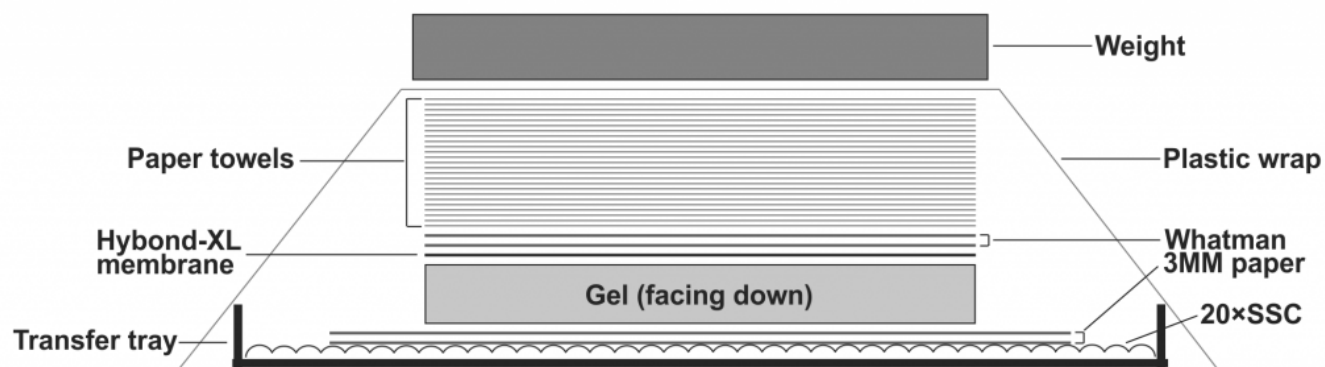 Weight
Paper towels
Plastic wrap
Hybond-XL
membrane
Whatman
3MM paper
Gel (facing down)
20×SSC
Transfer tray